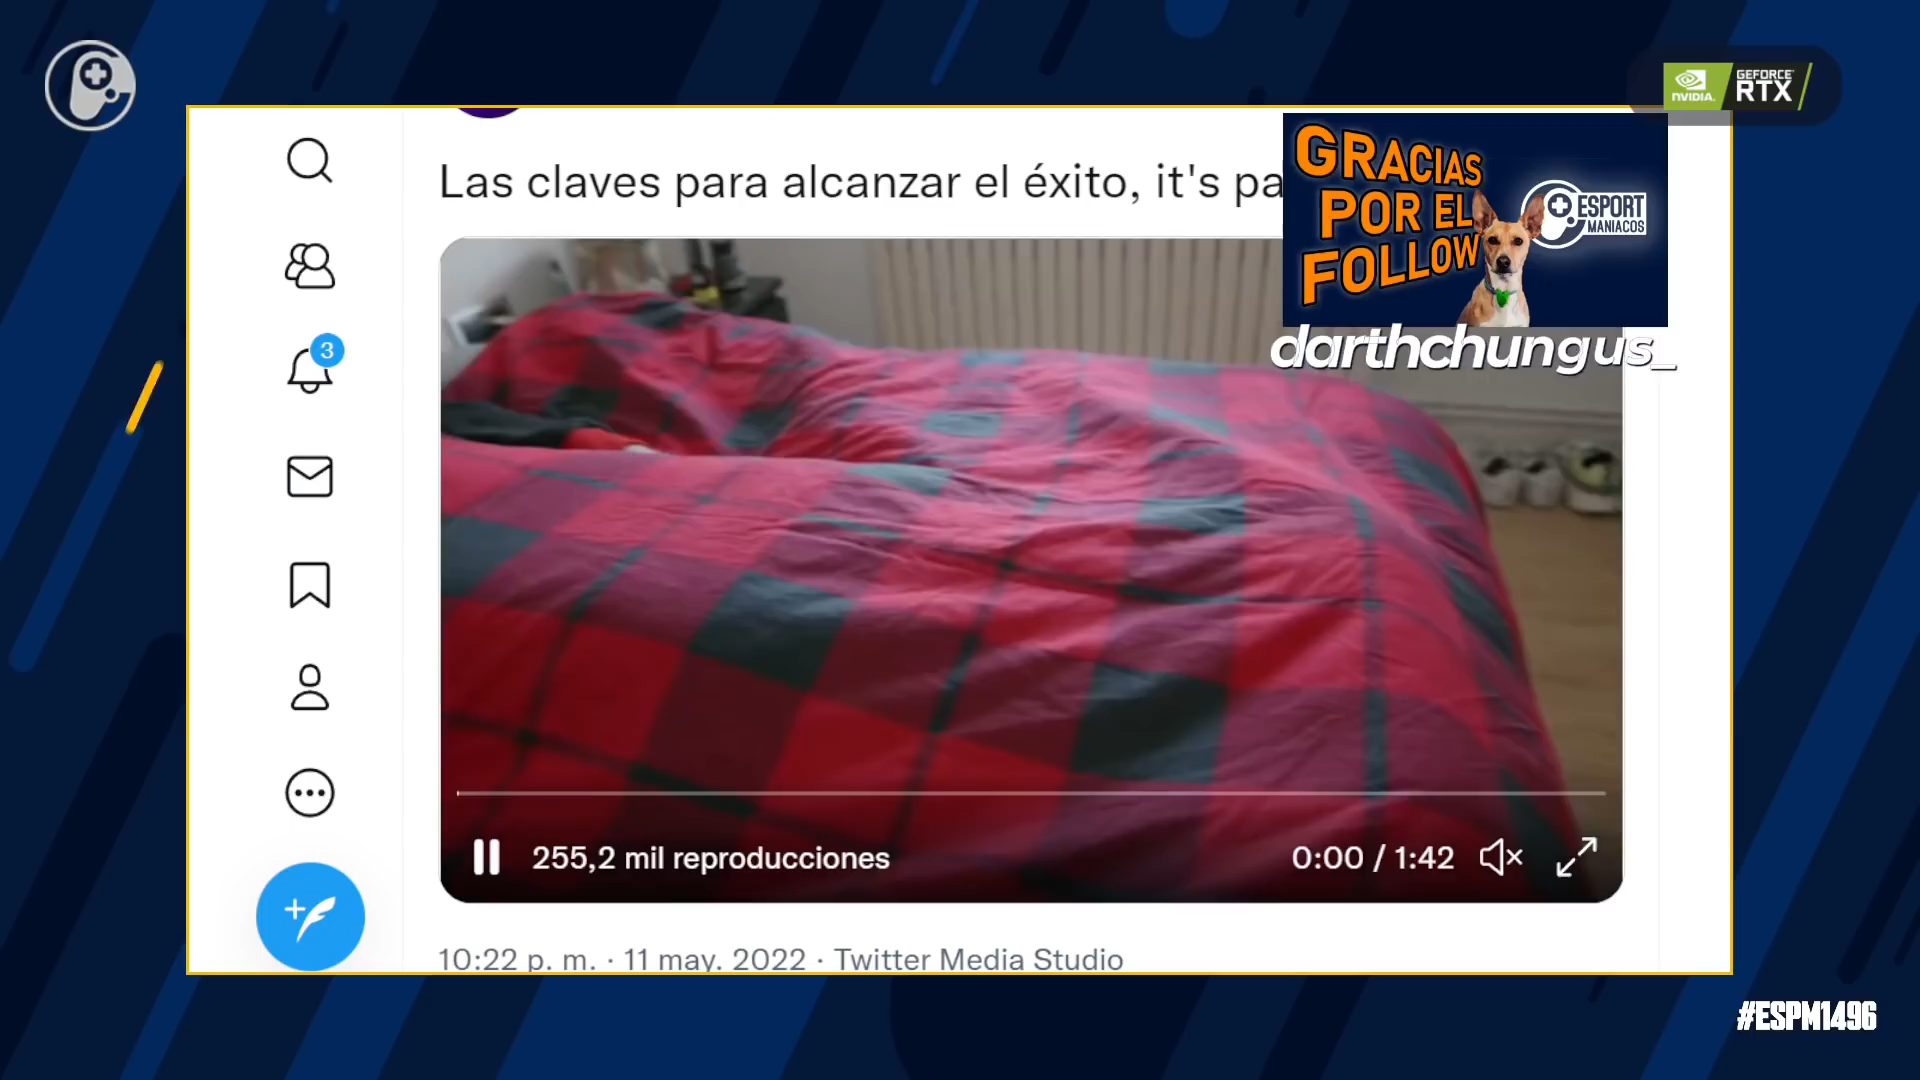 NVIDIA.
GEFORCE
RTX
Las claves para alcanzar el éxito, it's pa
GRACIAS
POR EL
FOLLOW
ESPORT
MANIACOS
darthchungus_
3
255,2 mil reproducciones
0:00 / 1:42
10:22 p. m. · 11 may. 2022 · Twitter Media Studio
#ESPM1496